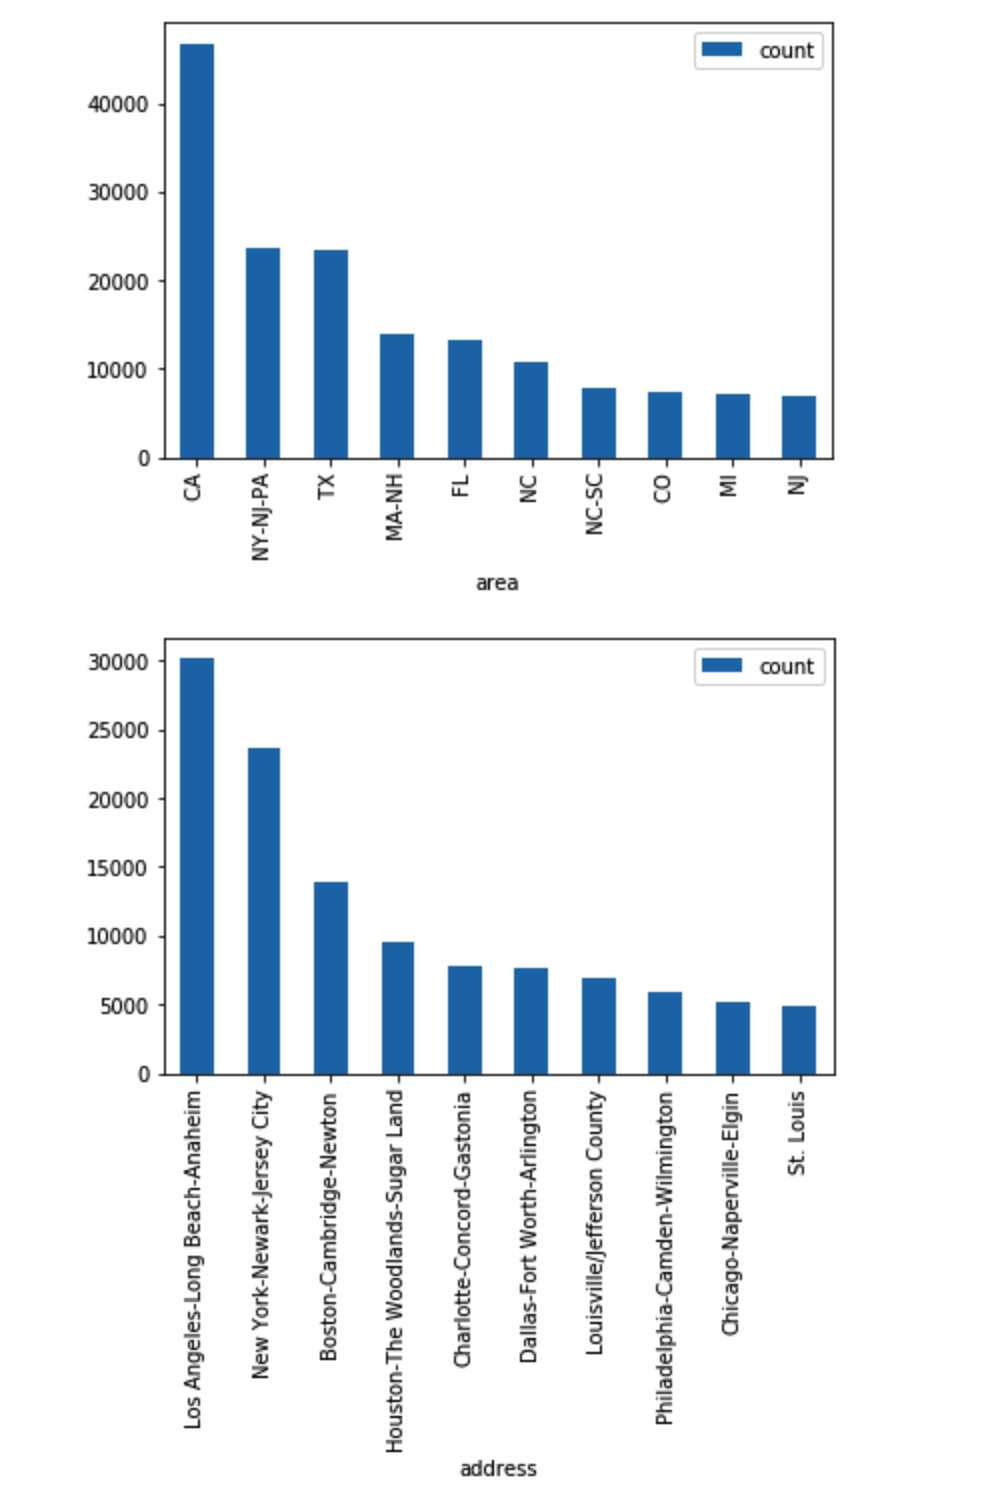 count
40000
30000
20000
10000
0
CA
NY-NJ-PA
TX
MA-NH
FL
NC
NC-SC
CO
MI
NJ
area
count
30000
25000
20000
15000
10000
5000
0
Los Angeles-Long Beach-Anaheim
New York-Newark-Jersey City
Boston-Cambridge-Newton
Houston-The Woodlands-Sugar Land
Charlotte-Concord-Gastonia
Dallas-Fort Worth-Arlington
Louisville/Jefferson County
Philadelphia-Camden-Wilmington
Chicago-Naperville-Elgin
St. Louis
address